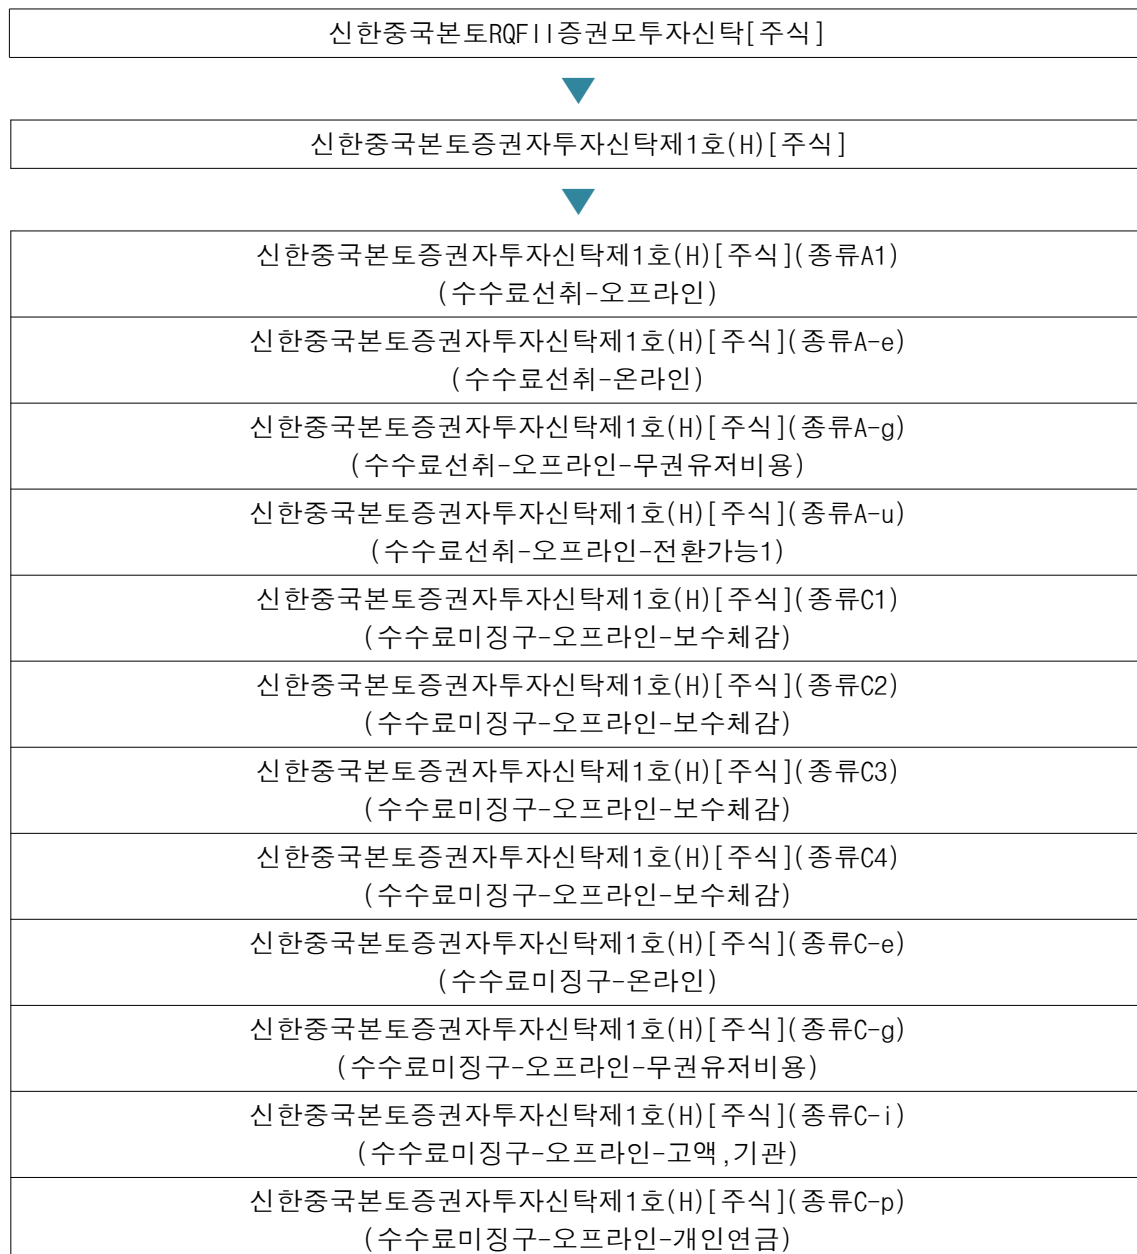 신한중국본토RQFII증권모투자신탁[주식]
신한중국본토증권자투자신탁제1호(H)[주식]
신한중국본토증권자투자신탁제1호(H)[주식](종류A1)
(수수료선취-오프라인)
신한중국본토증권자투자신탁제1호(H)[주식](종류A-e)
(수수료선취-온라인)
신한중국본토증권자투자신탁제1호(H)[주식](종류A-g)
(수수료선취-오프라인-무권유저비용)
신한중국본토증권자투자신탁제1호(H)[주식](종류A-u)
(수수료선취-오프라인-전환가능1)
신한중국본토증권자투자신탁제1호(H)[주식](종류C1)
(수수료미징구-오프라인-보수체감)
신한중국본토증권자투자신탁제1호(H)[주식](종류C2)
(수수료미징구-오프라인-보수체감)
신한중국본토증권자투자신탁제1호(H)[주식](종류C3)
(수수료미징구-오프라인-보수체감)
신한중국본토증권자투자신탁제1호(H)[주식](종류C4)
(수수료미징구-오프라인-보수체감)
신한중국본토증권자투자신탁제1호(H)[주식](종류C-e)
(수수료미징구-온라인)
신한중국본토증권자투자신탁제1호(H)[주식](종류C-g)
(수수료미징구-오프라인-무권유저비용)
신한중국본토증권자투자신탁제1호(H)[주식](종류C-i)
(수수료미징구-오프라인-고액,기관)
신한중국본토증권자투자신탁제1호(H)[주식](종류C-p)
(수수료미징구-오프라인-개인연금)